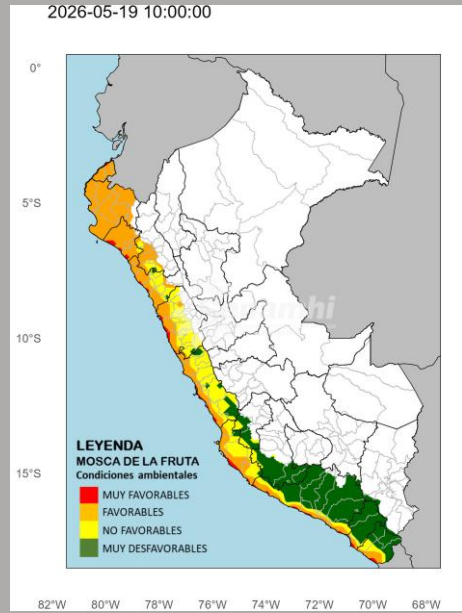 2026-05-19 10:00:00
0°
5°S
10°S
15°S
LEYENDA
MOSCA DE LA FRUTA
Condiciones ambientales
MUY FAVORABLES
FAVORABLES
NO FAVORABLES
MUY DESFAVORABLES
82°W 80°W 78°W 76°W 74°W 72°W 70°W 68°W